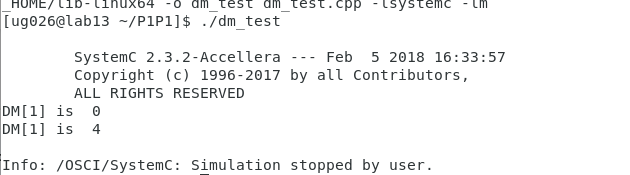 _HOME/lib-linux64 -o dm_test dm_test.cpp -lsystemc -lm
[ug026@lab13 ~/P1P1]$ ./dm_test
SystemC 2.3.2-Accellera --- Feb  5 2018 16:33:57
Copyright (c) 1996-2017 by all Contributors,
ALL RIGHTS RESERVED
DM[1] is  0
DM[1] is  4
Info: /OSCI/SystemC: Simulation stopped by user.